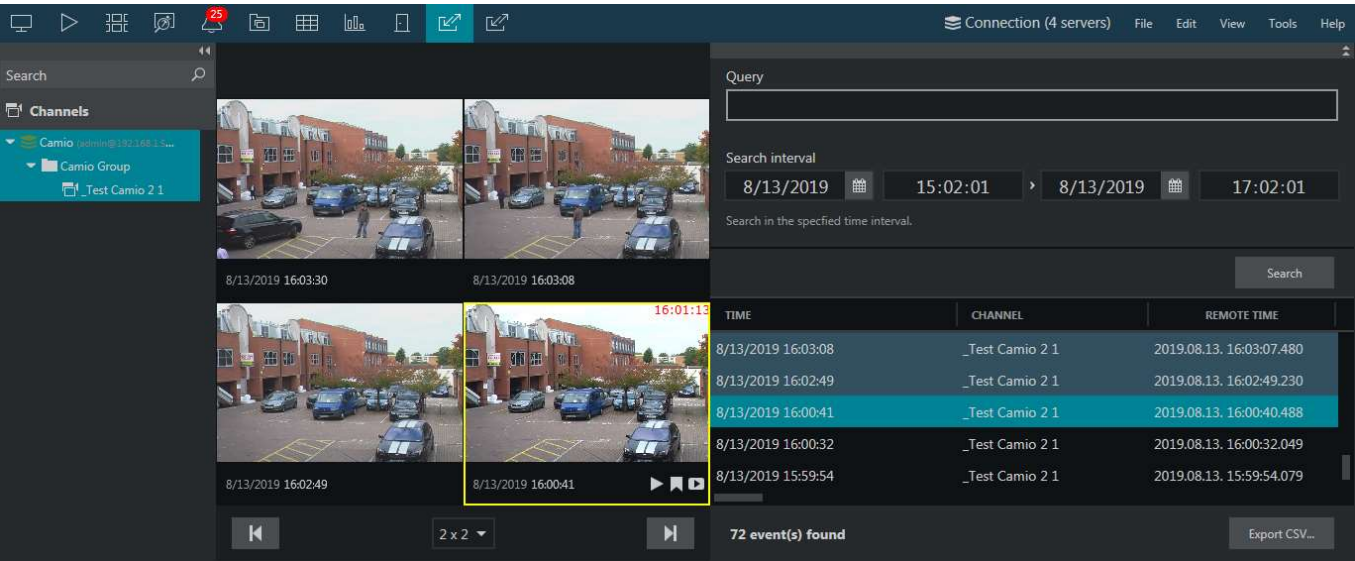 25
Connection (4 servers) File Edit View Tools Help
Search
Channels
Camio (admin@192.168.1.5...
Camio Group
_Test Camio 2 1
8/13/2019 16:03:30
8/13/2019 16:03:08
16:01:13
8/13/2019 16:02:49
8/13/2019 16:00:41
2 x 2
Query
Search interval
8/13/2019 15:02:01 › 8/13/2019 17:02:01
Search in the specfied time interval.
Search
TIME CHANNEL REMOTE TIME
8/13/2019 16:03:08 _Test Camio 2 1 2019.08.13. 16:03:07.480
8/13/2019 16:02:49 _Test Camio 2 1 2019.08.13. 16:02:49.230
8/13/2019 16:00:41 _Test Camio 2 1 2019.08.13. 16:00:40.488
8/13/2019 16:00:32 _Test Camio 2 1 2019.08.13. 16:00:32.049
8/13/2019 15:59:54 _Test Camio 2 1 2019.08.13. 15:59:54.079
72 event(s) found
Export CSV...